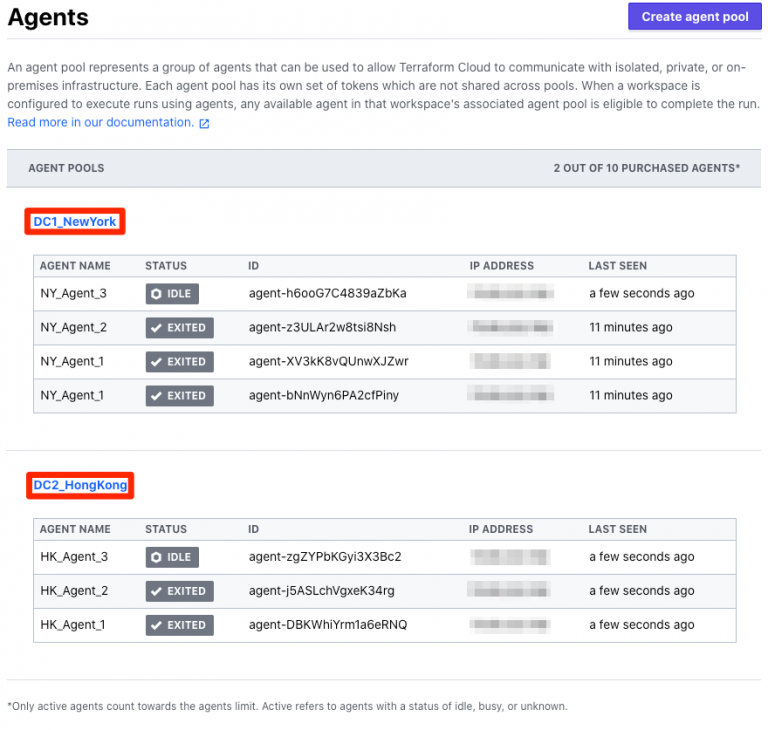 Agents
Create agent pool
An agent pool represents a group of agents that can be used to allow Terraform Cloud to communicate with isolated, private, or on-
premises infrastructure. Each agent pool has its own set of tokens which are not shared across pools. When a workspace is
configured to execute runs using agents, any available agent in that workspace's associated agent pool is eligible to complete the run.
Read more in our documentation.
AGENT POOLS 2 OUT OF 10 PURCHASED AGENTS*
DC1_NewYork
AGENT NAME STATUS ID IP ADDRESS LAST SEEN
NY_Agent_3 IDLE agent-h6ooG7C4839aZbKa a few seconds ago
NY_Agent_2 EXITED agent-z3ULAr2w8tsi8Nsh 11 minutes ago
NY_Agent_1 EXITED agent-XV3kK8vQUnwXJZwr 11 minutes ago
NY_Agent_1 EXITED agent-bNnWyn6PA2cfPiny 11 minutes ago
DC2_HongKong
AGENT NAME STATUS ID IP ADDRESS LAST SEEN
HK_Agent_3 IDLE agent-zgZYPbKGyi3X3Bc2 a few seconds ago
HK_Agent_2 EXITED agent-j5ASLchVgxeK34rg a few seconds ago
HK_Agent_1 EXITED agent-DBKWhiYrm1a6eRNQ a few seconds ago
*Only active agents count towards the agents limit. Active refers to agents with a status of idle, busy, or unknown.